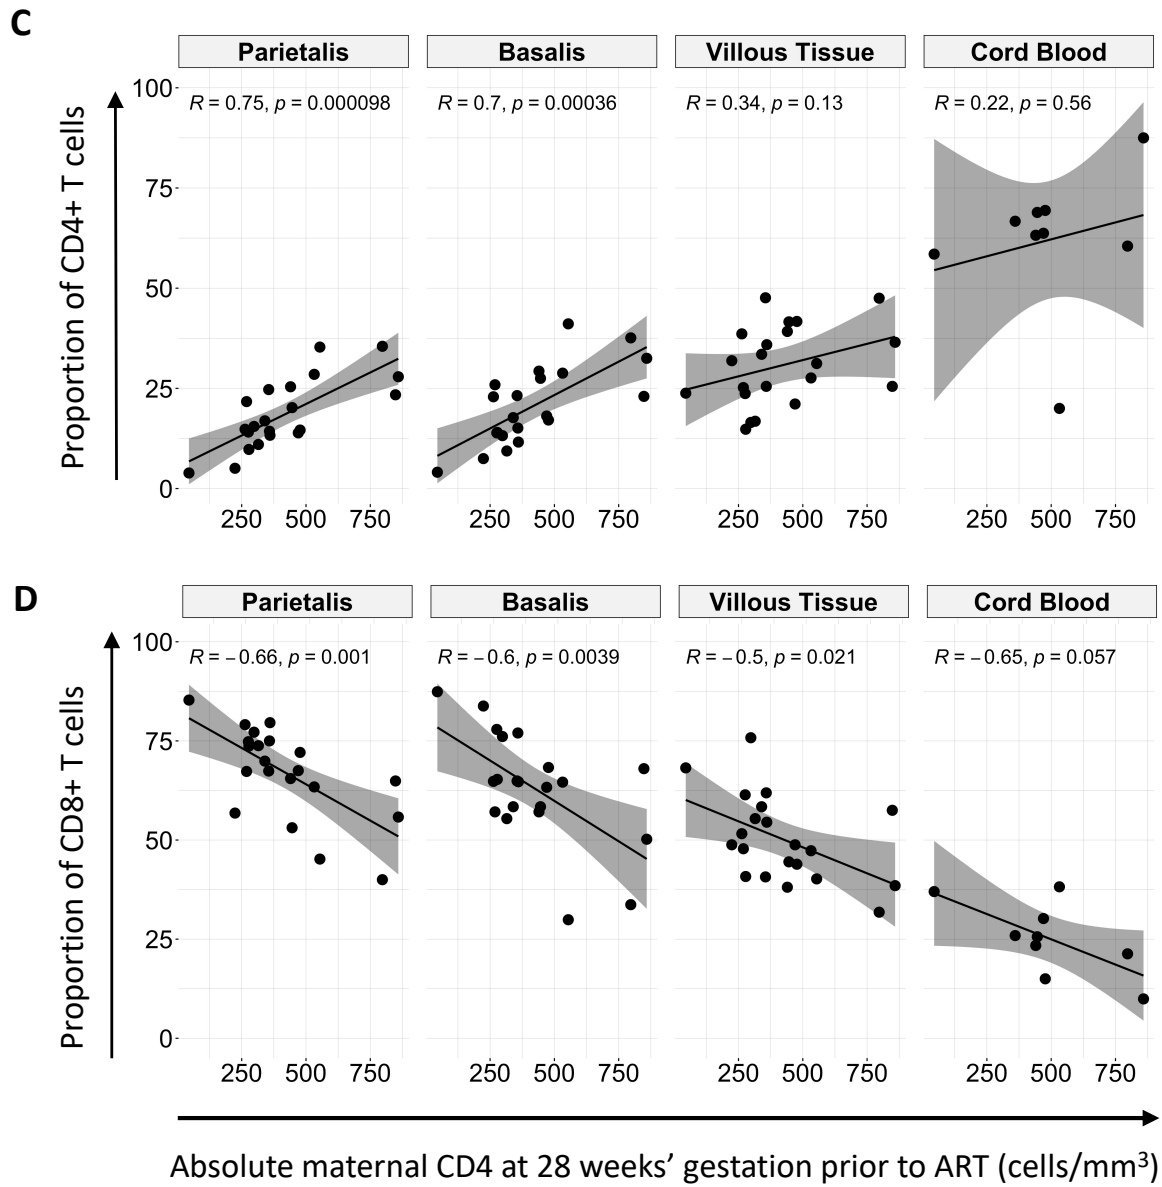 C
Parietalis Basalis Villous Tissue Cord Blood
R = 0.75, p = 0.000098 R = 0.7, p = 0.00036 R = 0.34, p = 0.13 R = 0.22, p = 0.56
Proportion of CD4+ T cells
100
75
50
25
0
250 500 750 250 500 750 250 500 750 250 500 750
D
Parietalis Basalis Villous Tissue Cord Blood
R = −0.66, p = 0.001 R = −0.6, p = 0.0039 R = −0.5, p = 0.021 R = −0.65, p = 0.057
Proportion of CD8+ T cells
100
75
50
25
0
250 500 750 250 500 750 250 500 750 250 500 750
Absolute maternal CD4 at 28 weeks’ gestation prior to ART (cells/mm³)